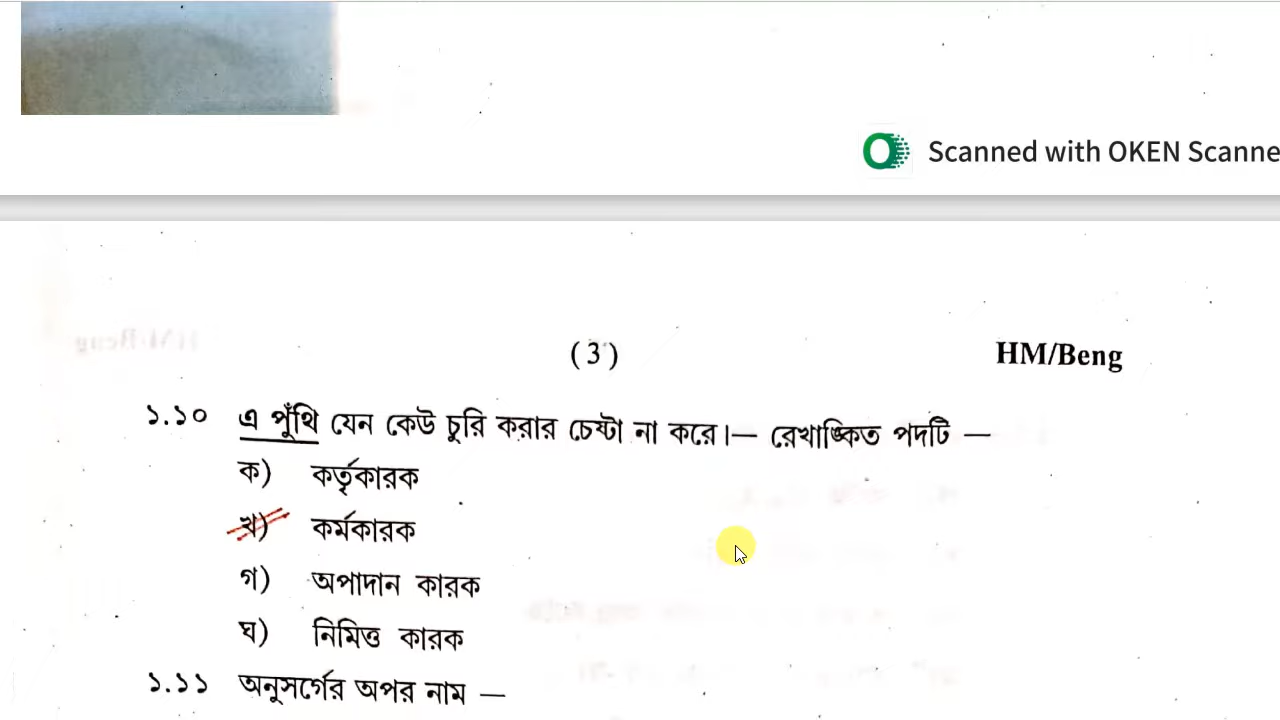 Scanned with OKEN Scanne
(3) HM/Beng
১.১০ এ পুঁথি যেন কেউ চুরি করার চেষ্টা না করে।— রেখাঙ্কিত পদটি —
ক) কর্তৃকারক
খ) কর্মকারক
গ) অপাদান কারক
ঘ) নিমিত্ত কারক
১.১১ অনুসর্গের অপর নাম —